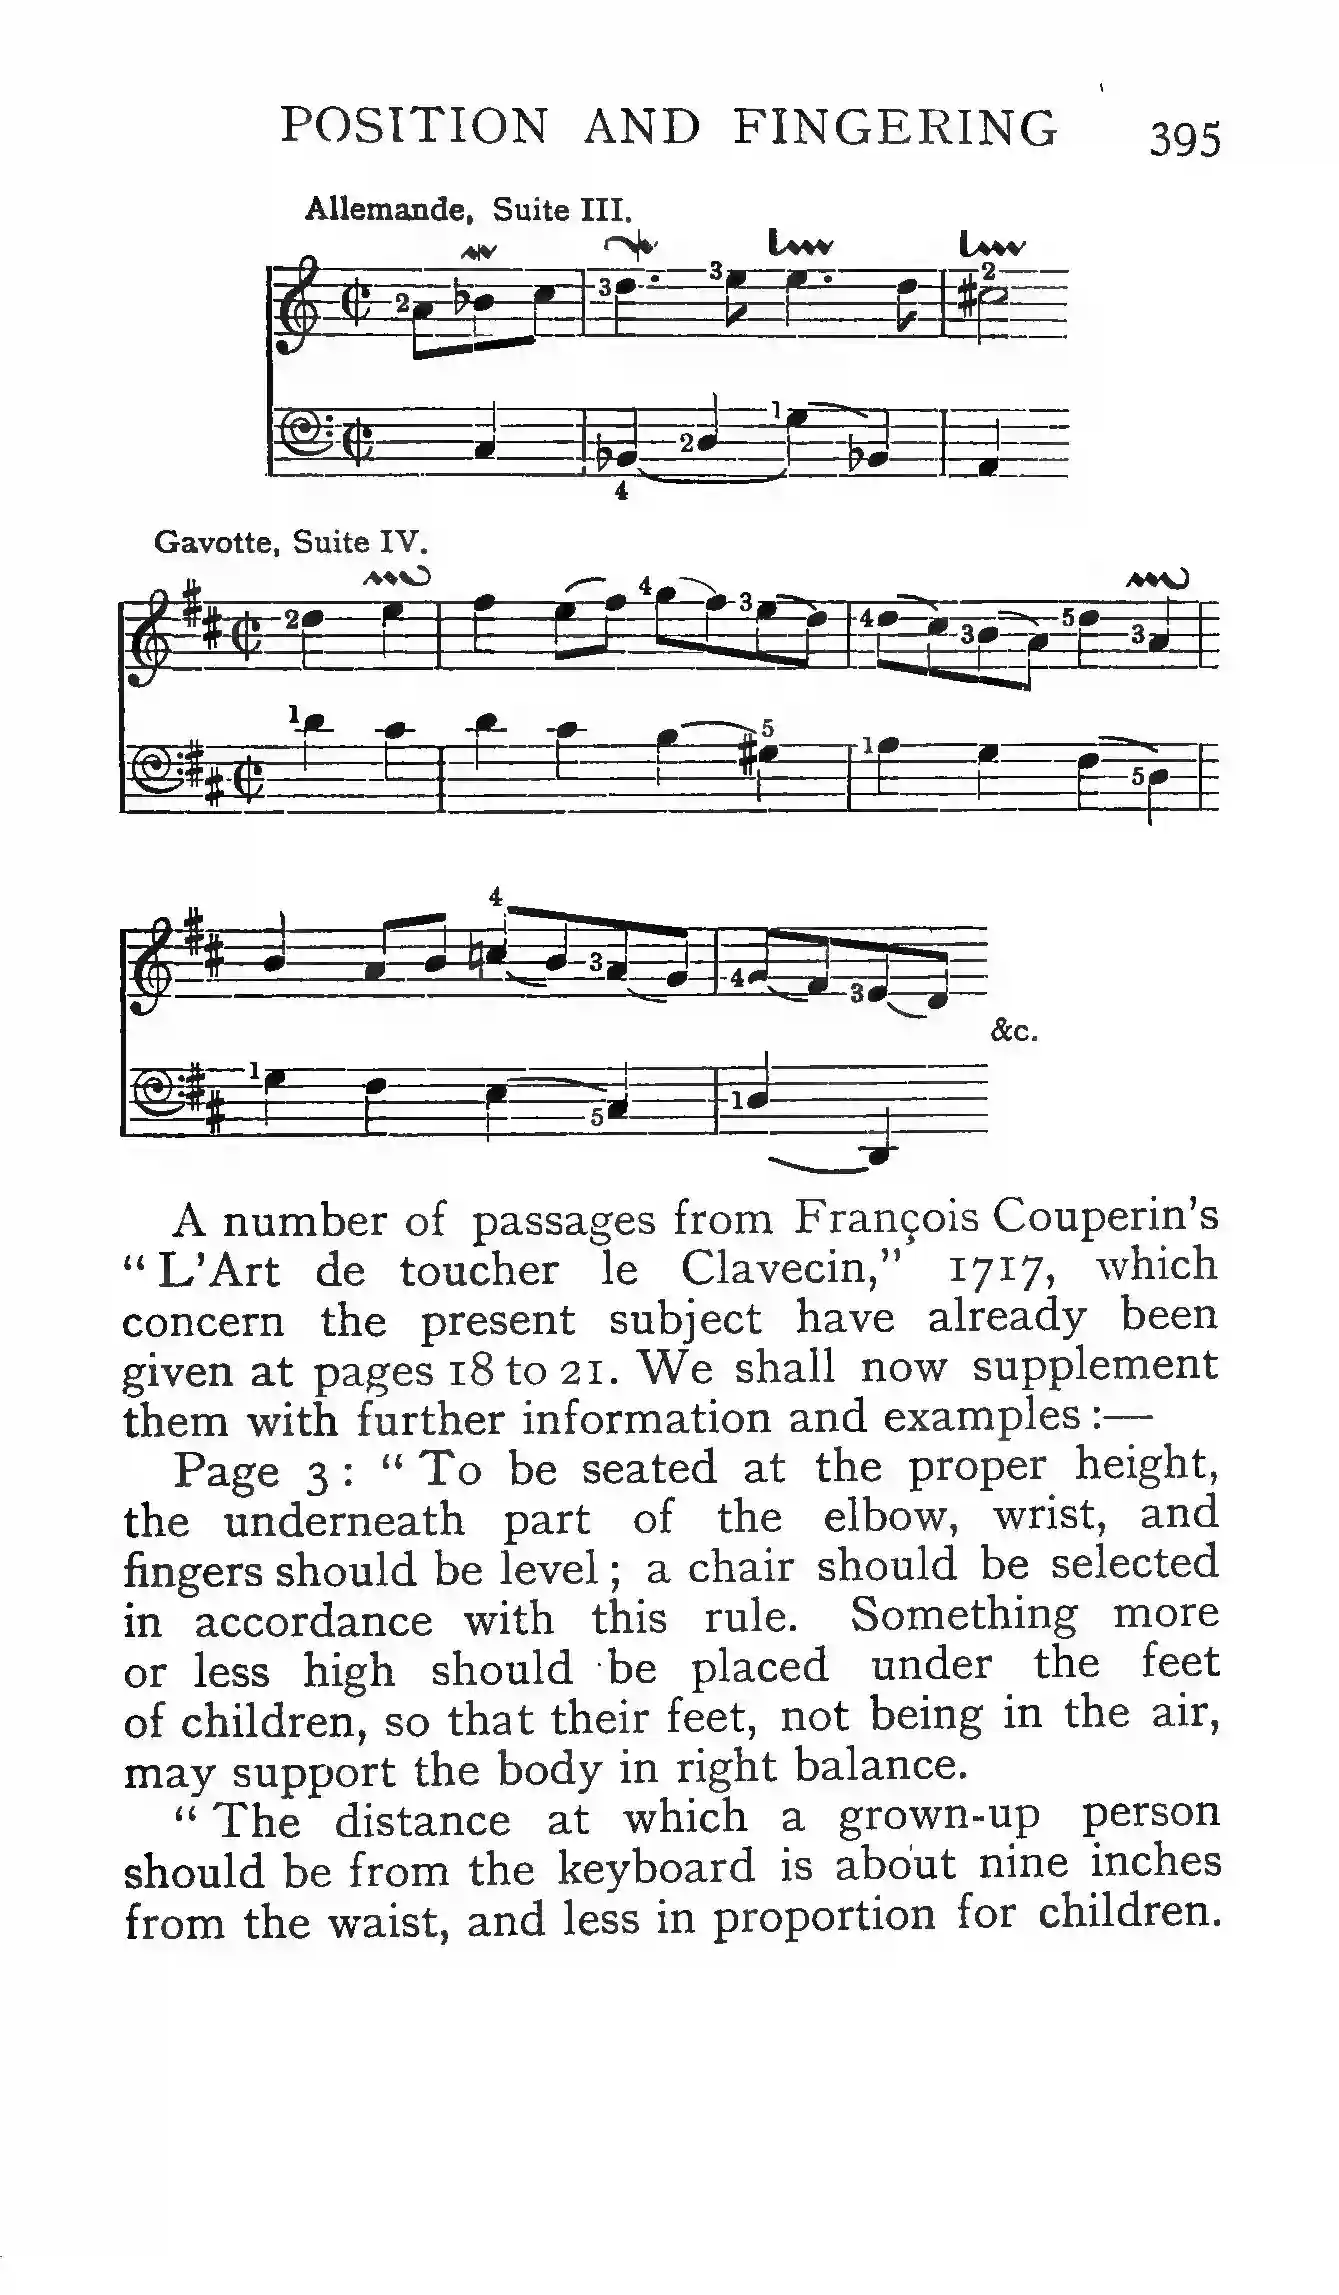 POSITION AND FINGERING 395
Allemande, Suite III.
2 3 3 2
2 1
4
Gavotte, Suite IV.
2 4 3 4 3 5 3
1 5 1 5
4
3 4 3
&c.
1 5 1
A number of passages from François Couperin's
“ L'Art de toucher le Clavecin,” 1717, which
concern the present subject have already been
given at pages 18 to 21. We shall now supplement
them with further information and examples :—
Page 3 : “ To be seated at the proper height,
the underneath part of the elbow, wrist, and
fingers should be level ; a chair should be selected
in accordance with this rule. Something more
or less high should be placed under the feet
of children, so that their feet, not being in the air,
may support the body in right balance.
“ The distance at which a grown-up person
should be from the keyboard is about nine inches
from the waist, and less in proportion for children.